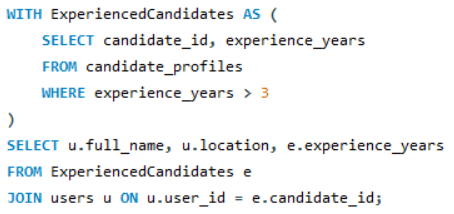 WITH ExperiencedCandidates AS (
    SELECT candidate_id, experience_years
    FROM candidate_profiles
    WHERE experience_years > 3
)
SELECT u.full_name, u.location, e.experience_years
FROM ExperiencedCandidates e
JOIN users u ON u.user_id = e.candidate_id;